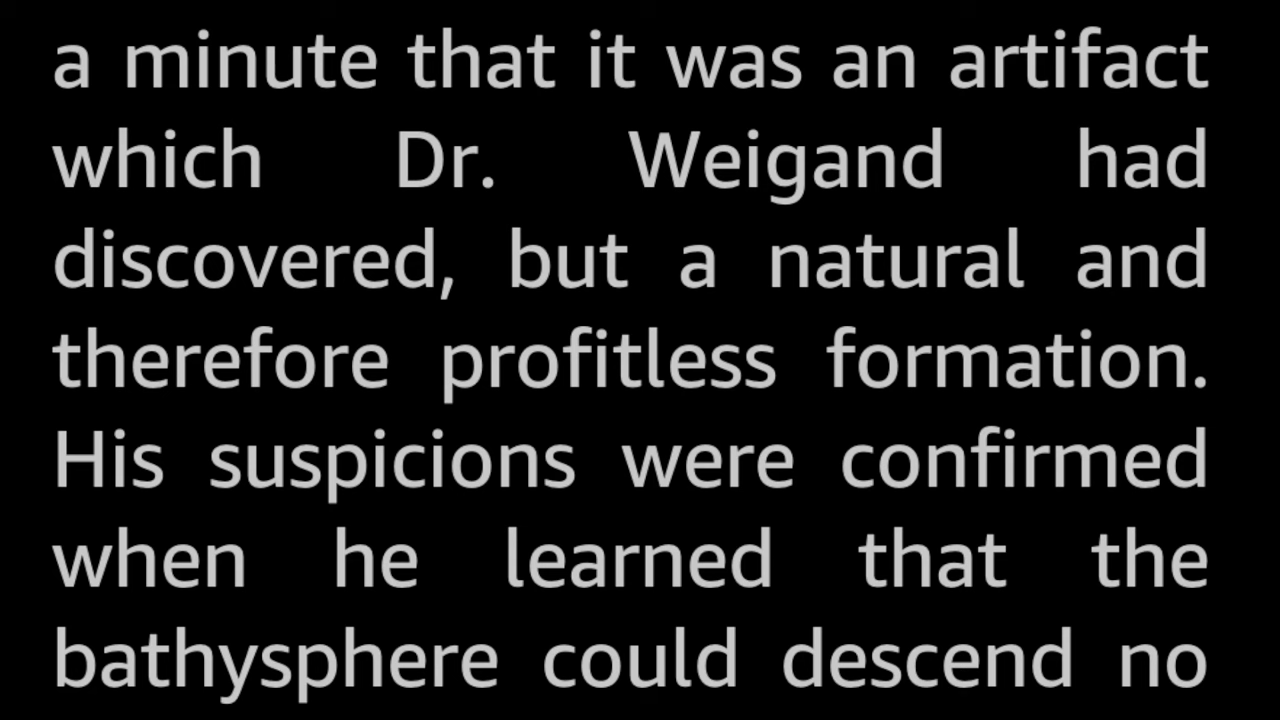 a minute that it was an artifact
which Dr. Weigand had
discovered, but a natural and
therefore profitless formation.
His suspicions were confirmed
when he learned that the
bathysphere could descend no